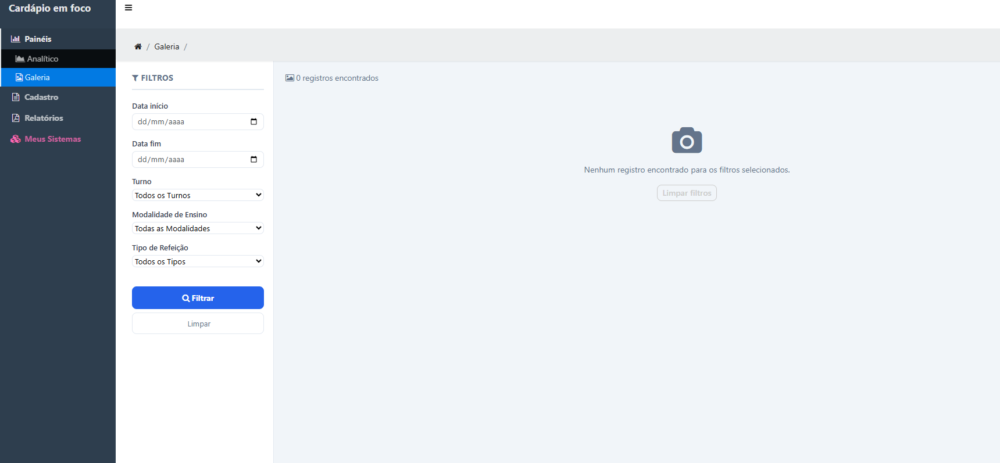 Cardápio em foco
Painéis
Analítico
Galeria
Cadastro
Relatórios
Meus Sistemas
/ Galeria /
FILTROS
Data início
dd/mm/aaaa
Data fim
dd/mm/aaaa
Turno
Todos os Turnos
Modalidade de Ensino
Todas as Modalidades
Tipo de Refeição
Todos os Tipos
Filtrar
Limpar
0 registros encontrados
Nenhum registro encontrado para os filtros selecionados.
Limpar filtros